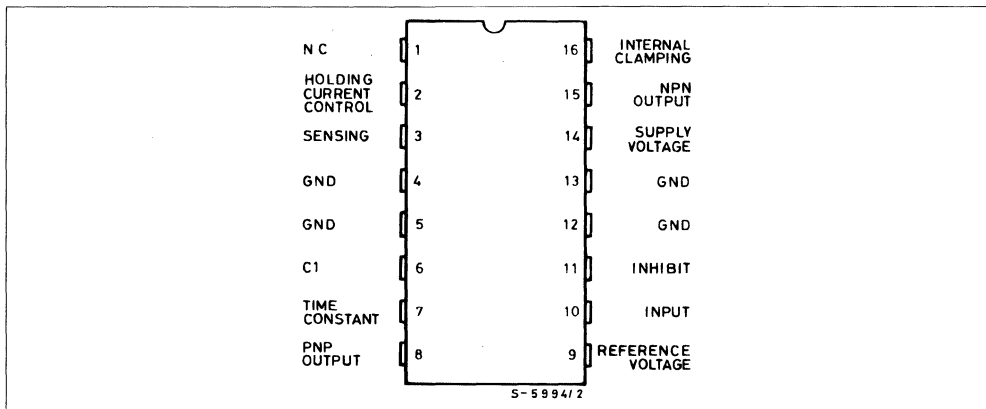 NC 1 16 INTERNAL
CLAMPING
HOLDING
CURRENT 2 15 NPN
CONTROL OUTPUT
SENSING 3 14 SUPPLY
VOLTAGE
GND 4 13 GND
GND 5 12 GND
C1 6 11 INHIBIT
TIME
CONSTANT 7 10 INPUT
PNP
OUTPUT 8 9 REFERENCE
VOLTAGE
S-5994/2